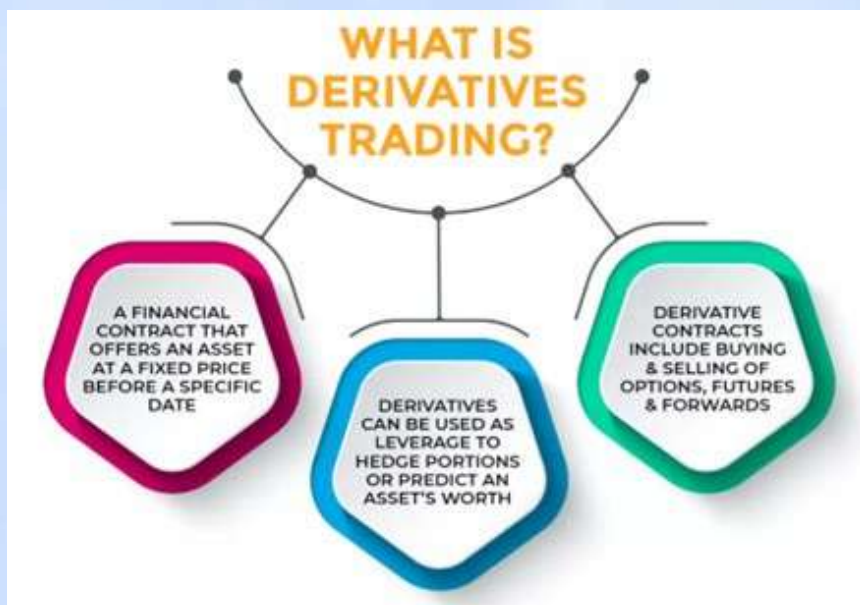 WHAT IS
DERIVATIVES
TRADING?
A FINANCIAL
CONTRACT THAT
OFFERS AN ASSET
AT A FIXED PRICE
BEFORE A SPECIFIC
DATE
DERIVATIVES
CAN BE USED AS
LEVERAGE TO
HEDGE PORTIONS
OR PREDICT AN
ASSET'S WORTH
DERIVATIVE
CONTRACTS
INCLUDE BUYING
& SELLING OF
OPTIONS, FUTURES
& FORWARDS